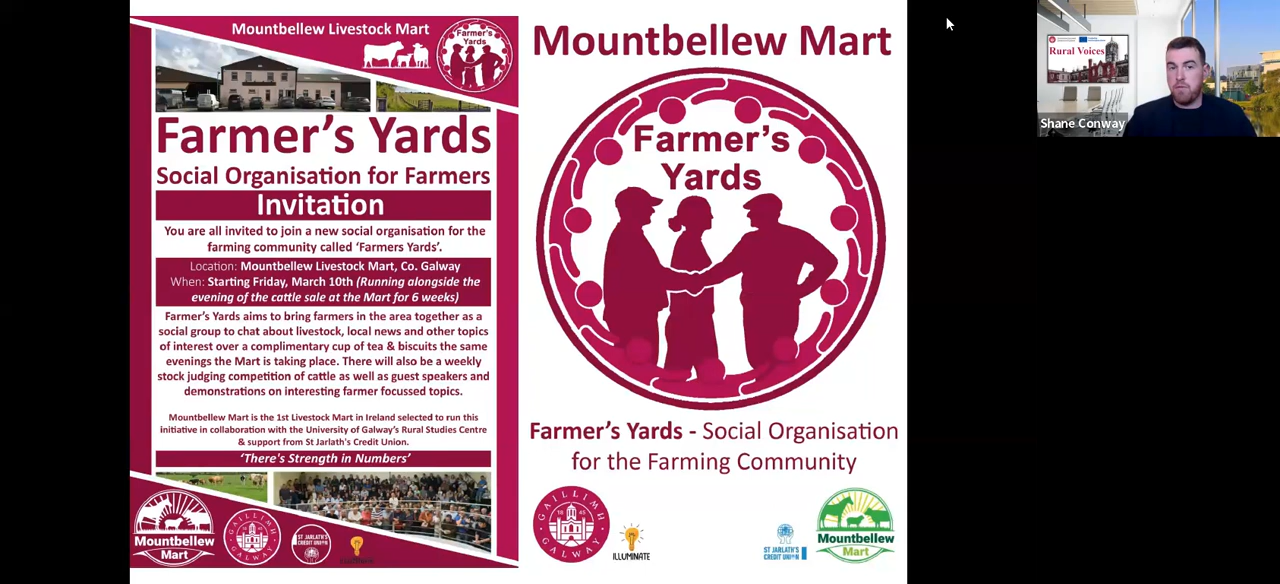 Mountbellew Livestock Mart
Farmer's
Yards
Farmer's Yards
Social Organisation for Farmers
Invitation
You are all invited to join a new social organisation for the
farming community called ‘Farmers Yards’.
Location: Mountbellew Livestock Mart, Co. Galway
When: Starting Friday, March 10th (Running alongside the
evening of the cattle sale at the Mart for 6 weeks)
Farmer's Yards aims to bring farmers in the area together as a
social group to chat about livestock, local news and other topics
of interest over a complimentary cup of tea & biscuits the same
evenings the Mart is taking place. There will also be a weekly
stock judging competition of cattle as well as guest speakers and
demonstrations on interesting farmer focussed topics.
Mountbellew Mart is the 1st Livestock Mart in Ireland selected to run this
initiative in collaboration with the University of Galway's Rural Studies Centre
& support from St Jarlath's Credit Union.
‘There's Strength in Numbers’
Mountbellew
Mart
GAILLIMH
1845
GALWAY
ST JARLATH'S
CREDIT UNION
Mountbellew Mart
Farmer's
Yards
Farmer's Yards - Social Organisation
for the Farming Community
GAILLIMH
1845
GALWAY
ILLUMINATE
ST JARLATH'S
CREDIT UNION
Mountbellew
Mart
Rural Voices
Shane Conway